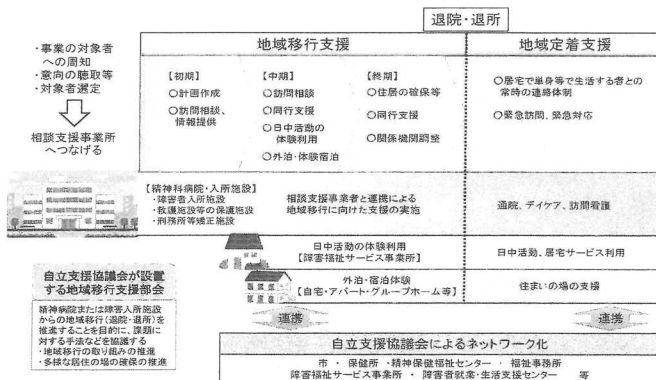 退院・退所
・事業の対象者
への周知
・意向の聴取等
・対象者選定
相談支援事業所
へつなげる
地域移行支援
【初期】
○計画作成
○訪問相談、
情報提供
【中期】
○訪問相談
○同行支援
○日中活動の
体験利用
○外泊・体験宿泊
【終期】
○住居の確保等
○同行支援
○関係機関調整
地域定着支援
○居宅で単身等で生活する者との
常時の連絡体制
○緊急訪問、緊急対応
【精神科病院・入所施設】
・障害者入所施設
・救護施設等の保護施設
・刑務所等矯正施設
相談支援事業者と連携による
地域移行に向けた支援の実施
通院、デイケア、訪問看護
日中活動の体験利用
【障害福祉サービス事業所】
日中活動、居宅サービス利用
外泊・宿泊体験
【自宅・アパート・グループホーム等】
住まいの場の支援
自立支援協議会が設置
する地域移行支援部会
精神病院または障害入所施設
からの地域移行(退院・退所)を
推進することを目的に、課題に
対する手法などを協議する
・地域移行の取り組みの推進
・多様な居住の場の確保の推進
連携
連携
自立支援協議会によるネットワーク化
市 ・ 保健所 ・精神保健福祉センター ・ 福祉事務所
障害福祉サービス事業所 ・ 障害者就業・生活支援センター 等